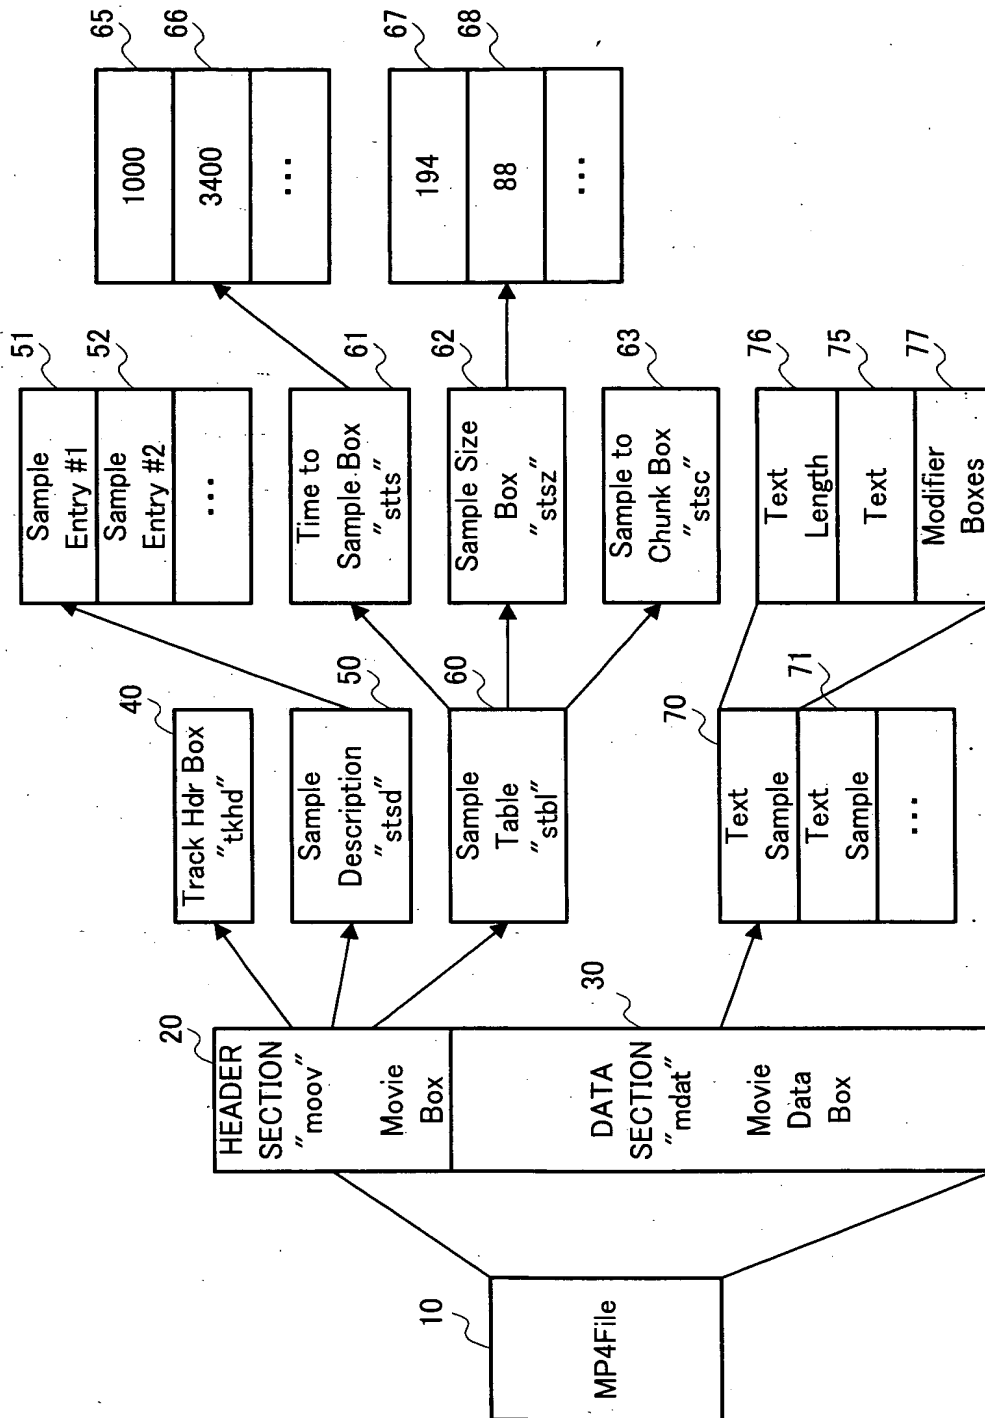 10
MP4File
20
HEADER
SECTION
"moov"
Movie
Box
30
DATA
SECTION
"mdat"
Movie
Data
Box
40
Track Hdr Box
"tkhd"
50
Sample
Description
"stsd"
60
Sample
Table
"stbl"
70
Text
Sample
71
Text
Sample
...
51
Sample
Entry #1
52
Sample
Entry #2
...
61
Time to
Sample Box
"stts"
62
Sample Size
Box
"stsz"
63
Sample to
Chunk Box
"stsc"
76
Text
Length
75
Text
77
Modifier
Boxes
65
1000
66
3400
...
67
194
68
88
...